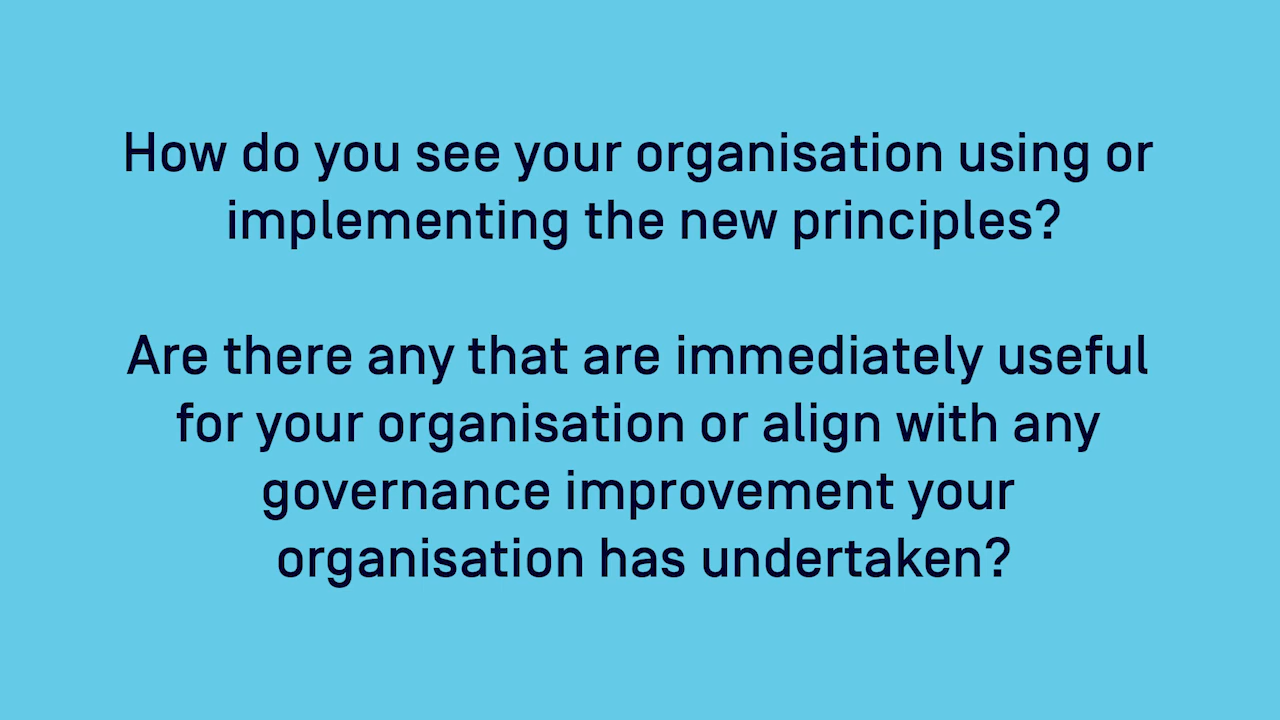 How do you see your organisation using or
implementing the new principles?
Are there any that are immediately useful
for your organisation or align with any
governance improvement your
organisation has undertaken?